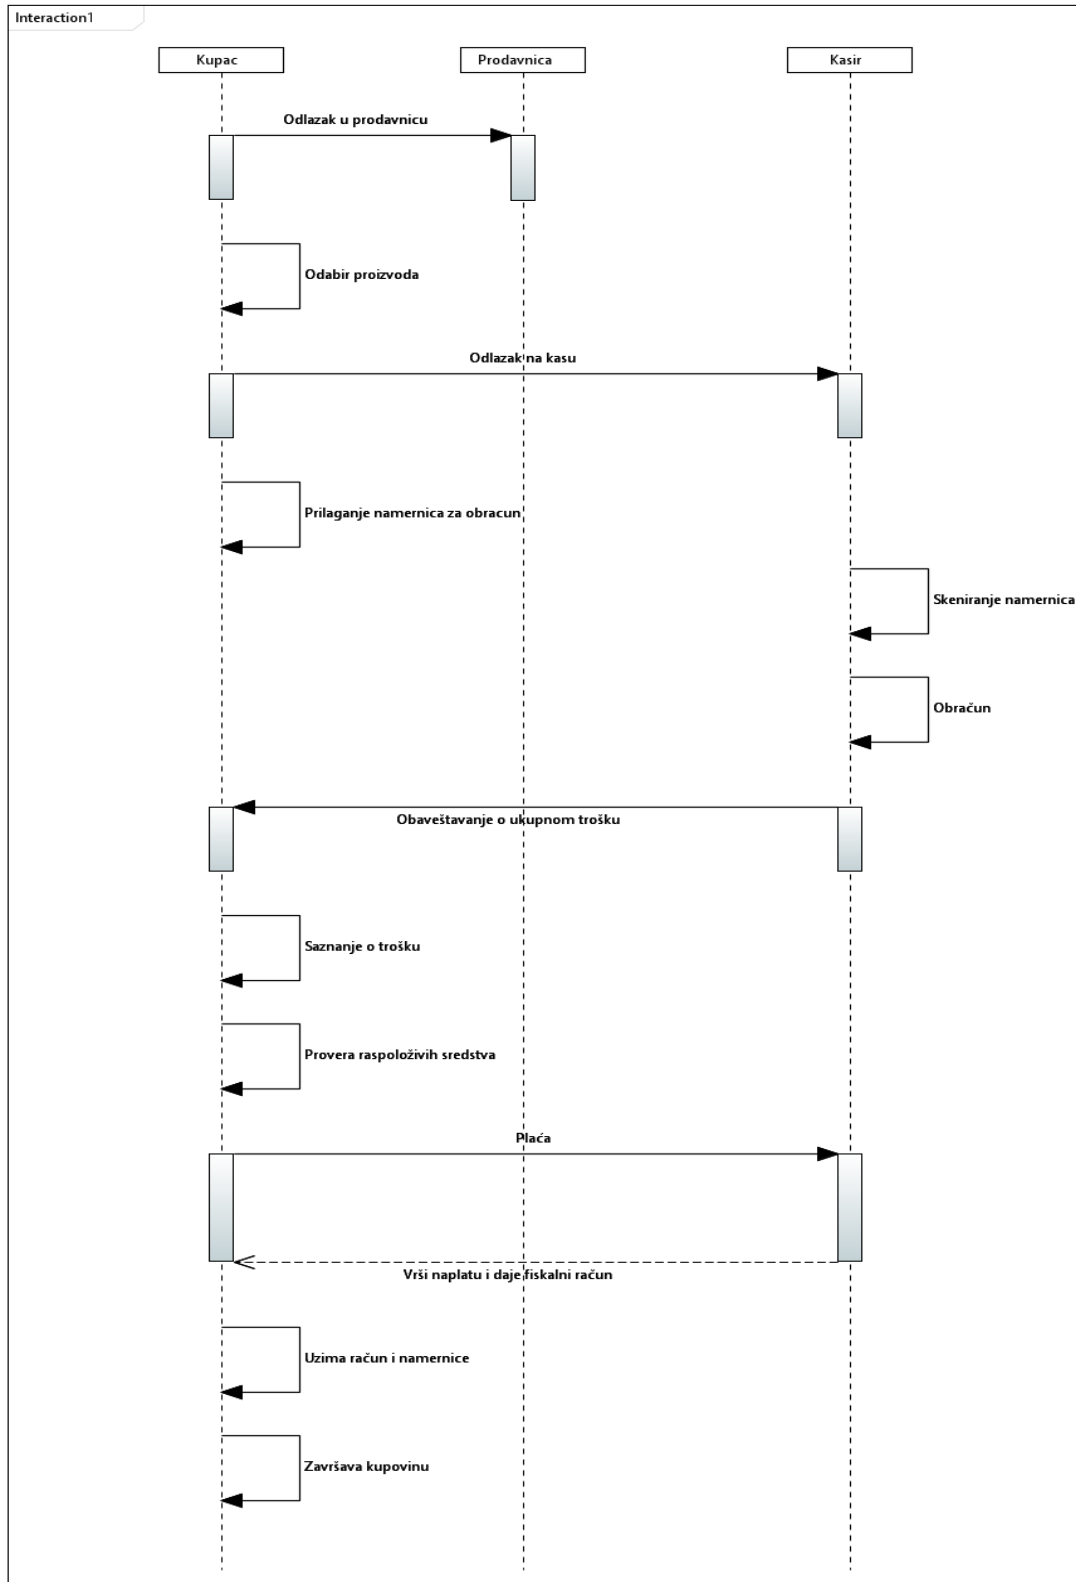 Interaction1
Kupac
Prodavnica
Kasir
Odlazak u prodavnicu
Odabir proizvoda
Odlazak na kasu
Prilaganje namernica za obracun
Skeniranje namernica
Obračun
Obaveštavanje o ukupnom trošku
Saznanje o trošku
Provera raspoloživih sredstva
Plaća
Vrši naplatu i daje fiskalni račun
Uzima račun i namernice
Završava kupovinu